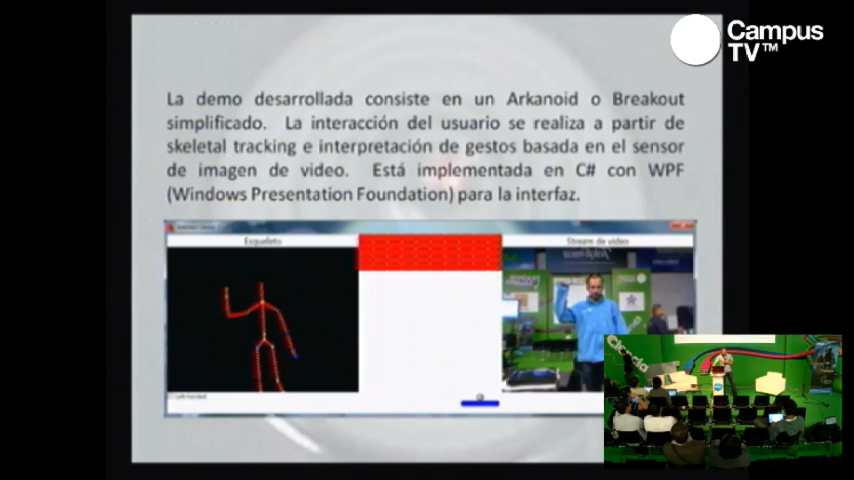 Campus
TV™
La demo desarrollada consiste en un Arkanoid o Breakout
simplificado. La interacción del usuario se realiza a partir de
skeletal tracking e interpretación de gestos basada en el sensor
de imagen de video. Está implementada en C# con WPF
(Windows Presentation Foundation) para la interfaz.
Esqueleto
Stream de video
Ciencia